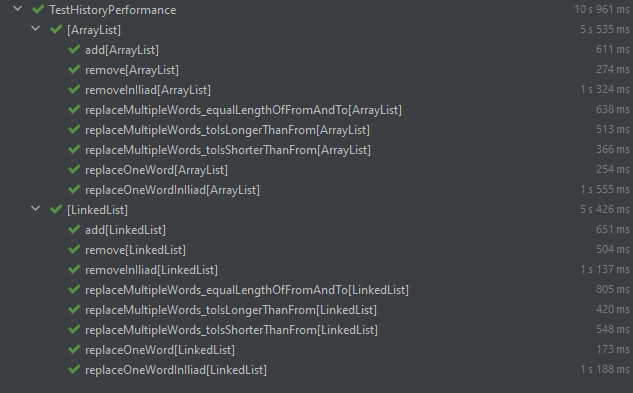 TestHistoryPerformance 10 s 961 ms
[ArrayList] 5 s 535 ms
add[ArrayList] 611 ms
remove[ArrayList] 274 ms
removeInIliad[ArrayList] 1 s 324 ms
replaceMultipleWords_equalLengthOfFromAndTo[ArrayList] 638 ms
replaceMultipleWords_toIsLongerThanFrom[ArrayList] 513 ms
replaceMultipleWords_toIsShorterThanFrom[ArrayList] 366 ms
replaceOneWord[ArrayList] 254 ms
replaceOneWordInIliad[ArrayList] 1 s 555 ms
[LinkedList] 5 s 426 ms
add[LinkedList] 651 ms
remove[LinkedList] 504 ms
removeInIliad[LinkedList] 1 s 137 ms
replaceMultipleWords_equalLengthOfFromAndTo[LinkedList] 805 ms
replaceMultipleWords_toIsLongerThanFrom[LinkedList] 420 ms
replaceMultipleWords_toIsShorterThanFrom[LinkedList] 548 ms
replaceOneWord[LinkedList] 173 ms
replaceOneWordInIliad[LinkedList] 1 s 188 ms